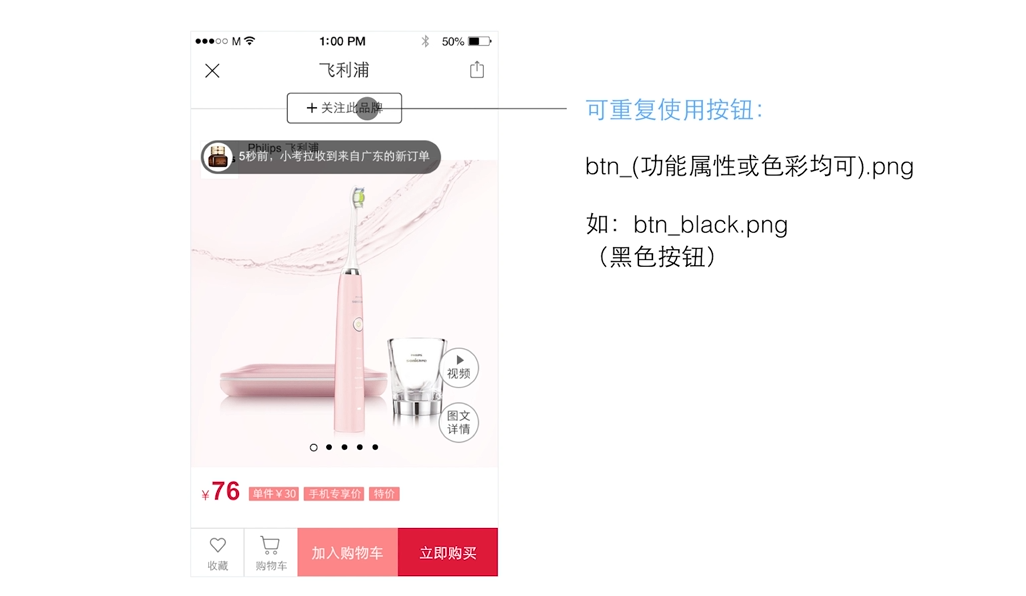 M
1:00 PM
50%
飞利浦
+ 关注此品牌
Philips 飞利浦
5秒前，小考拉收到来自广东的新订单
视频
图文
详情
¥76
单件¥30
手机专享价
特价
收藏
购物车
加入购物车
立即购买
可重复使用按钮：
btn_(功能属性或色彩均可).png
如：btn_black.png
（黑色按钮）